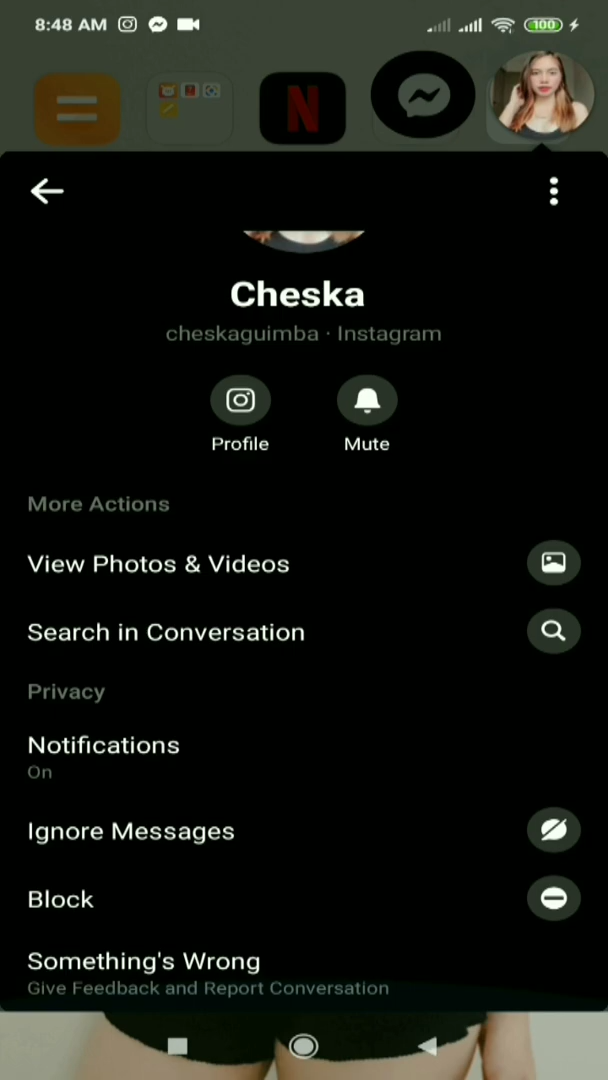 8:48 AM
100
N
Cheska
cheskaguimba · Instagram
Profile
Mute
More Actions
View Photos & Videos
Search in Conversation
Privacy
Notifications
On
Ignore Messages
Block
Something's Wrong
Give Feedback and Report Conversation